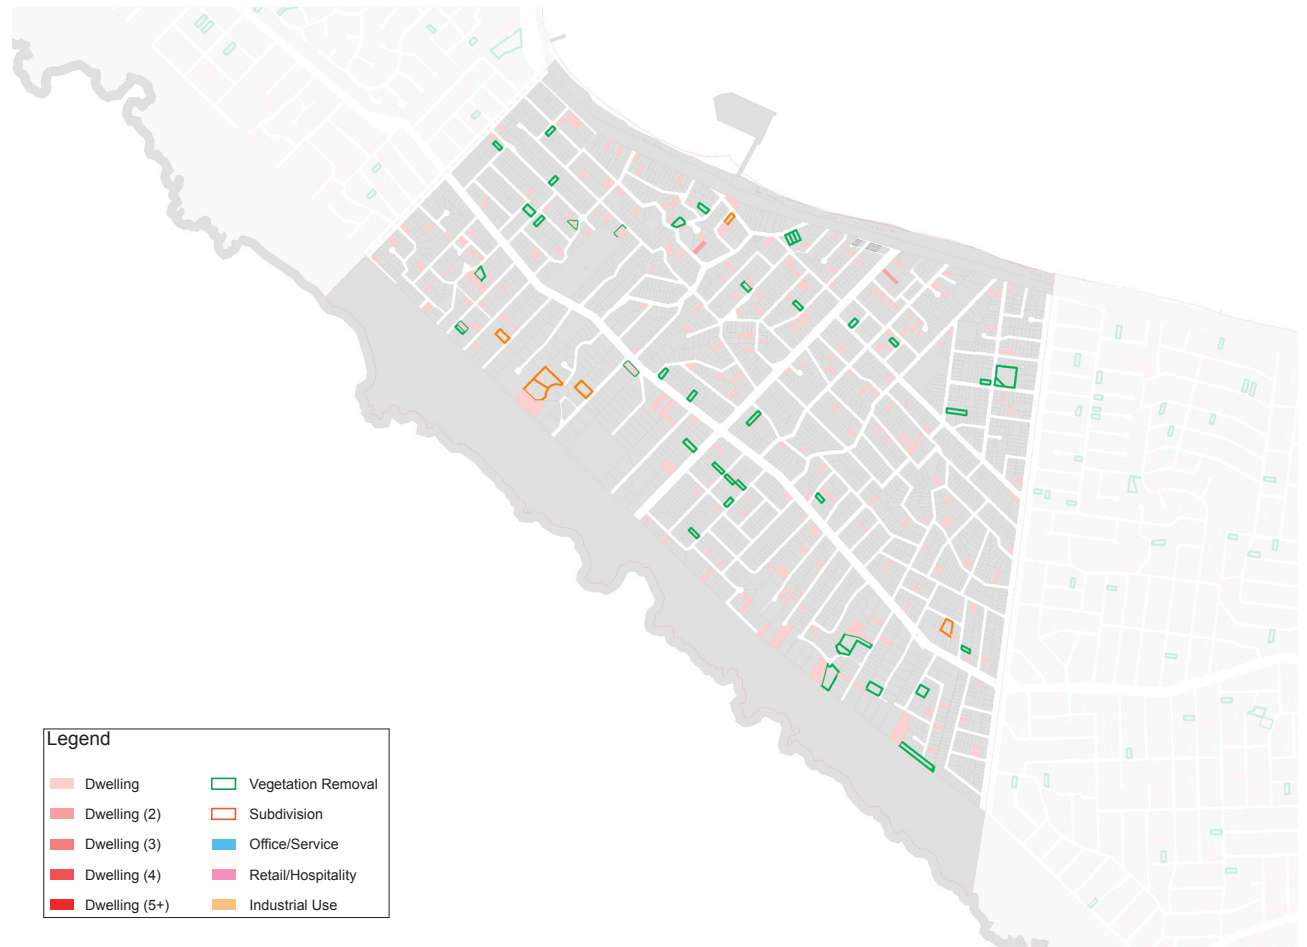 Legend
Dwelling
Dwelling (2)
Dwelling (3)
Dwelling (4)
Dwelling (5+)
Vegetation Removal
Subdivision
Office/Service
Retail/Hospitality
Industrial Use